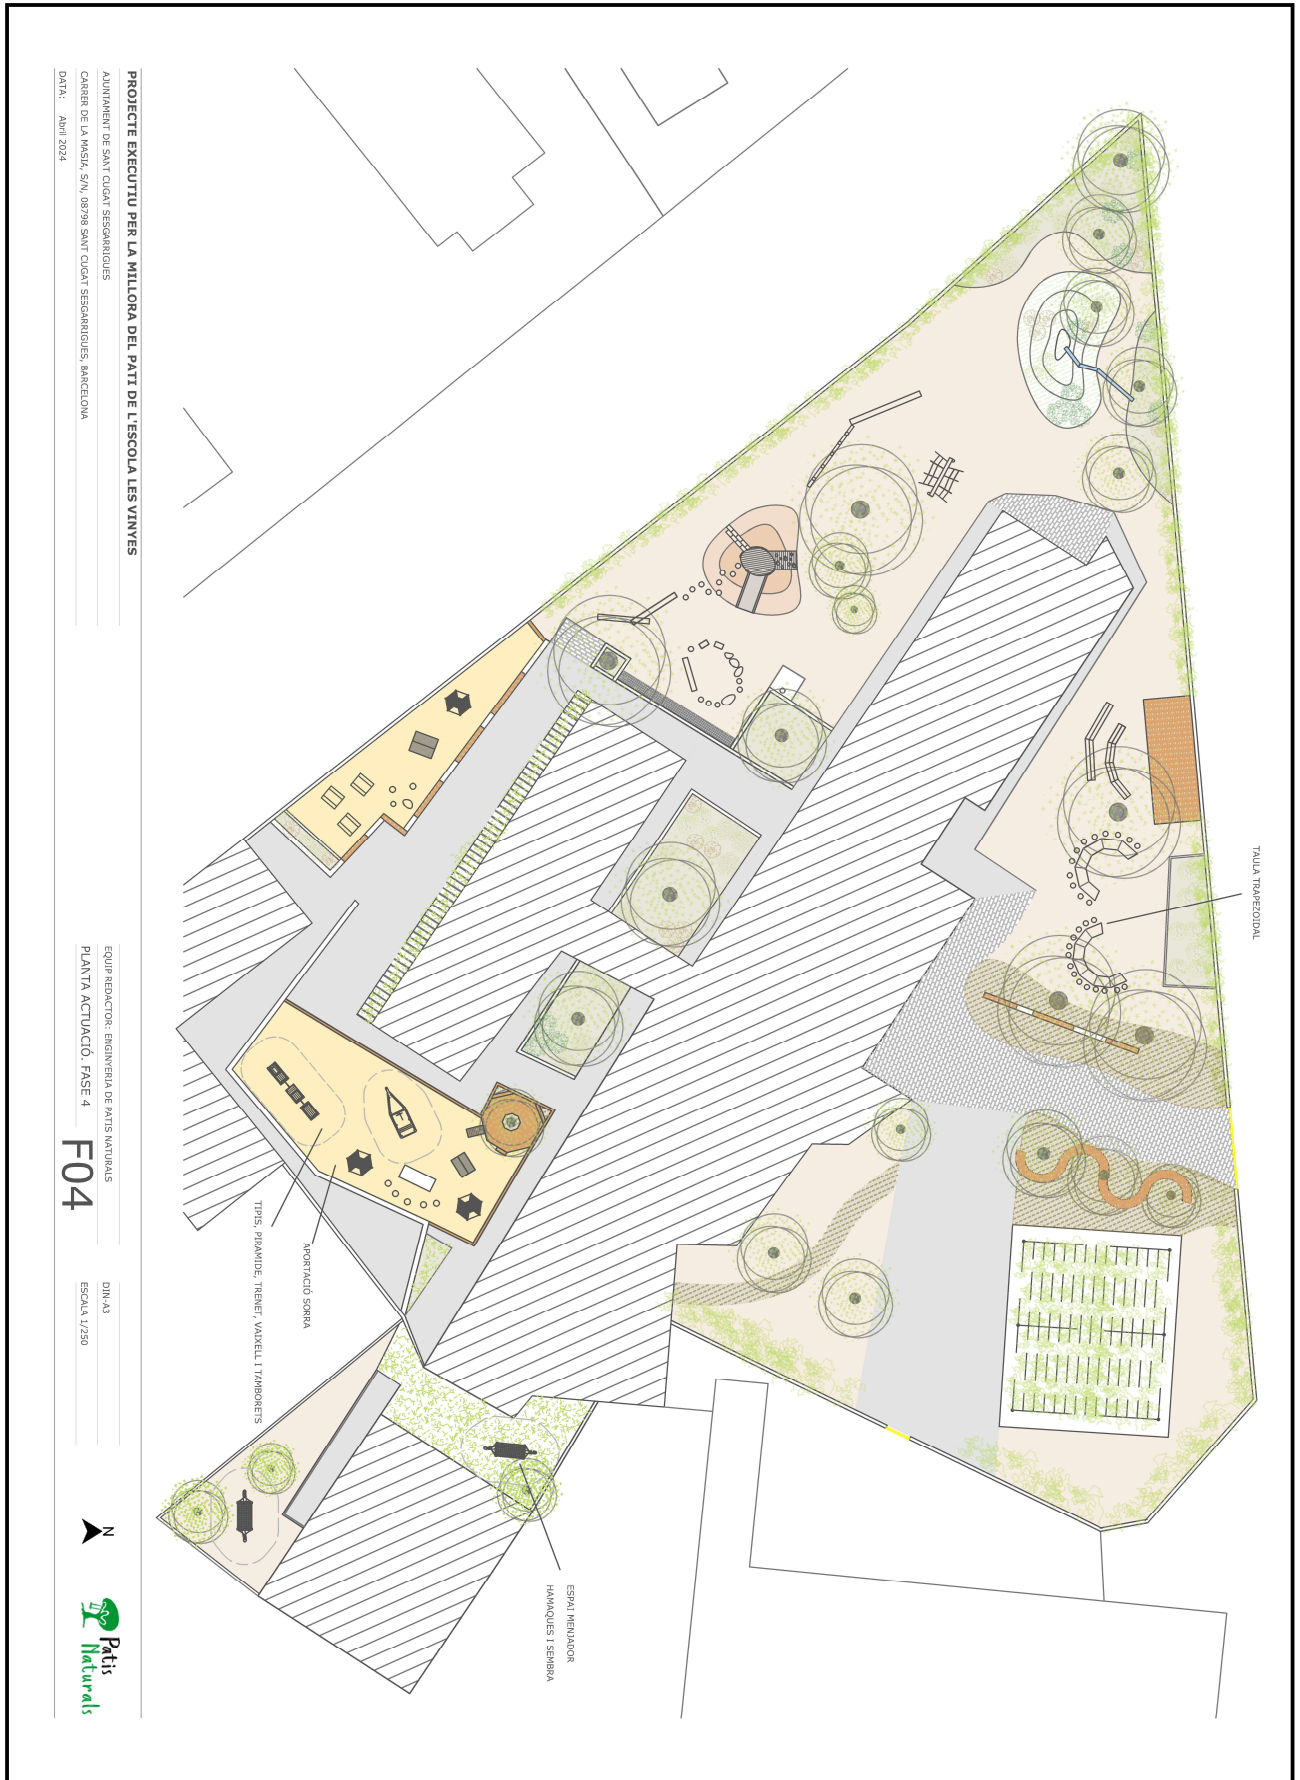 TAULA TRAPEZOIDAL
TIPIS, PIRAMIDE, TRENET, VAIXELL I TAMBORETS
APORTACIÓ SORRA
ESPAI MENJADOR
HAMAQUES I SEMBRA
PROJECTE EXECUTIU PER LA MILLORA DEL PATI DE L'ESCOLA LES VINYES
AJUNTAMENT DE SANT CUGAT SESGARRIGUES
CARRER DE LA MASIA, S/N, 08798 SANT CUGAT SESGARRIGUES, BARCELONA
DATA: Abril 2024
EQUIP REDACTOR: ENGINYERIA DE PATIS NATURALS
PLANTA ACTUACIÓ. FASE 4
F04
DIN-A3
ESCALA 1/250
N
Patis
Naturals